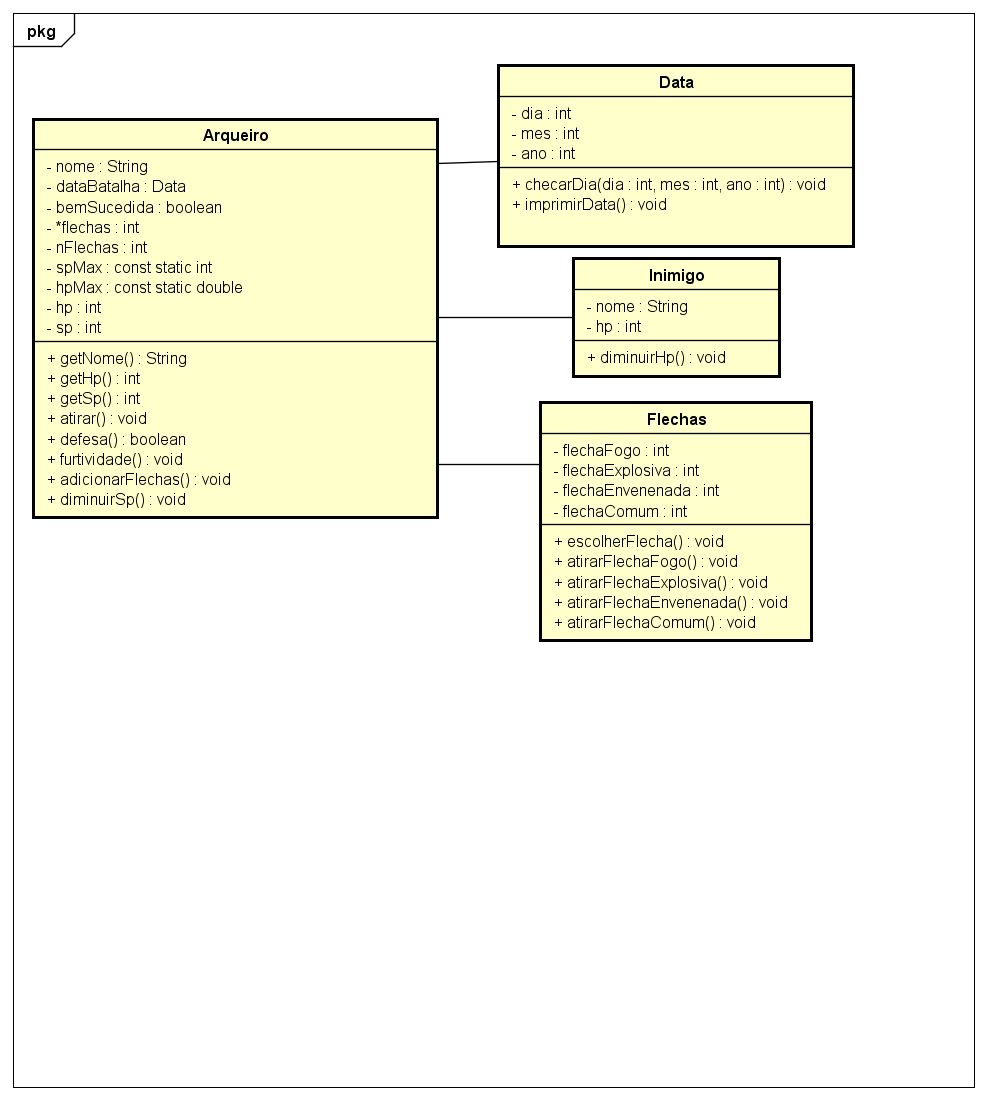 pkg
Arqueiro
- nome : String
- dataBatalha : Data
- bemSucedida : boolean
- *flechas : int
- nFlechas : int
- spMax : const static int
- hpMax : const static double
- hp : int
- sp : int
+ getNome() : String
+ getHp() : int
+ getSp() : int
+ atirar() : void
+ defesa() : boolean
+ furtividade() : void
+ adicionarFlechas() : void
+ diminuirSp() : void
Data
- dia : int
- mes : int
- ano : int
+ checarDia(dia : int, mes : int, ano : int) : void
+ imprimirData() : void
Inimigo
- nome : String
- hp : int
+ diminuirHp() : void
Flechas
- flechaFogo : int
- flechaExplosiva : int
- flechaEnvenenada : int
- flechaComum : int
+ escolherFlecha() : void
+ atirarFlechaFogo() : void
+ atirarFlechaExplosiva() : void
+ atirarFlechaEnvenenada() : void
+ atirarFlechaComum() : void